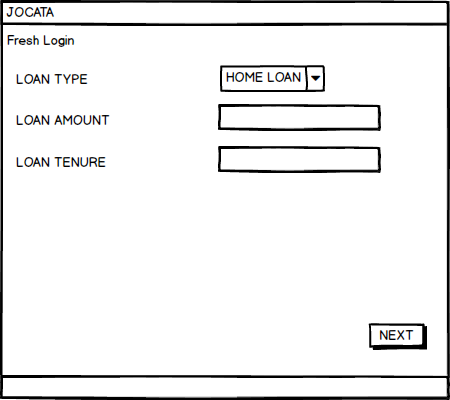 JOCATA
Fresh Login
LOAN TYPE HOME LOAN
LOAN AMOUNT
LOAN TENURE
NEXT